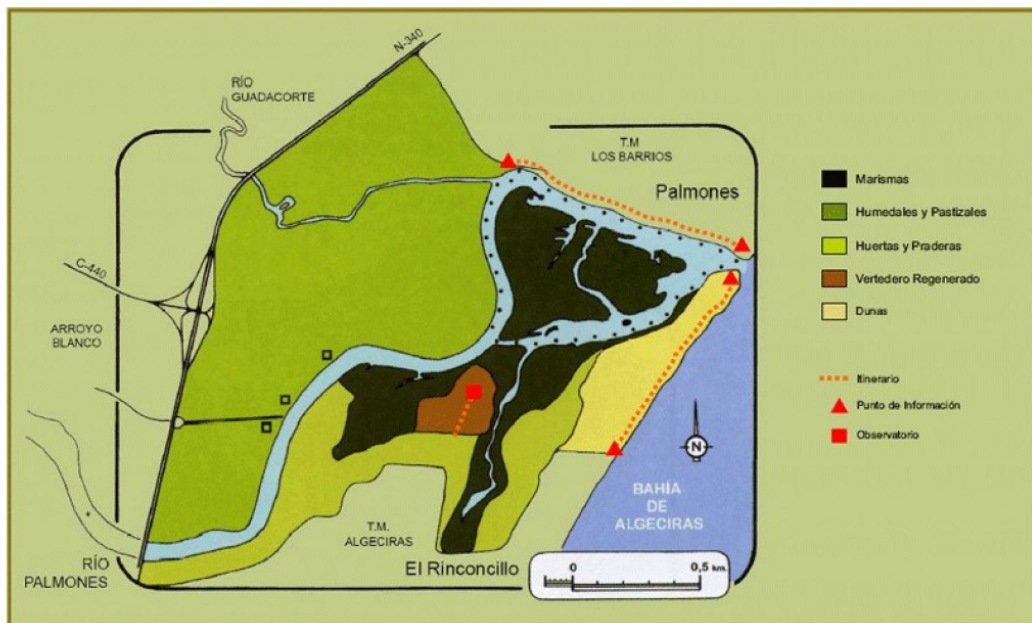 N-340
RÍO
GUADACORTE
T.M
LOS BARRIOS
Palmones
C-440
ARROYO
BLANCO
RÍO
PALMONES
T.M.
ALGECIRAS
El Rinconcillo
BAHÍA
DE
ALGECIRAS
N
0
0,5 km.
Marismas
Humedales y Pastizales
Huertas y Praderas
Vertedero Regenerado
Dunas
Itinerario
Punto de Información
Observatorio